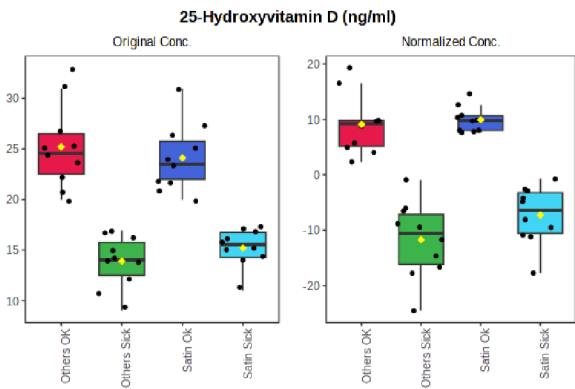 25-Hydroxyvitamin D (ng/ml)
Original Conc.
Normalized Conc.
30
25
20
15
10
20
10
0
-10
-20
Others OK
Others Sick
Satin Ok
Satin Sick
Others OK
Others Sick
Satin Ok
Satin Sick